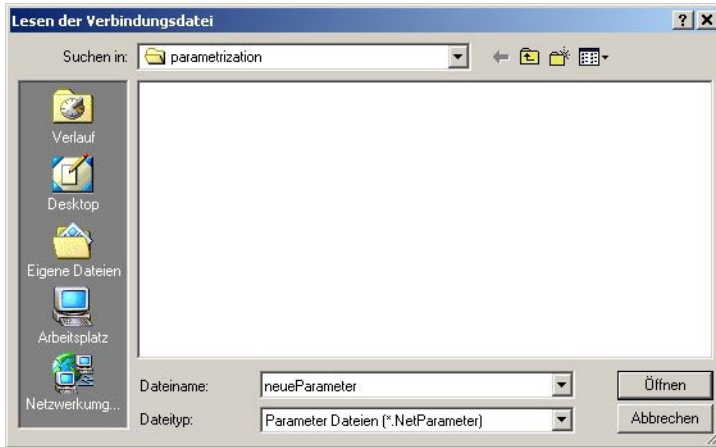 Lesen der Verbindungsdatei
Suchen in: parametrization
Verlauf
Desktop
Eigene Dateien
Arbeitsplatz
Netzwerkumg...
Dateiname: neueParameter Öffnen
Dateityp: Parameter Dateien (*.NetParameter) Abbrechen